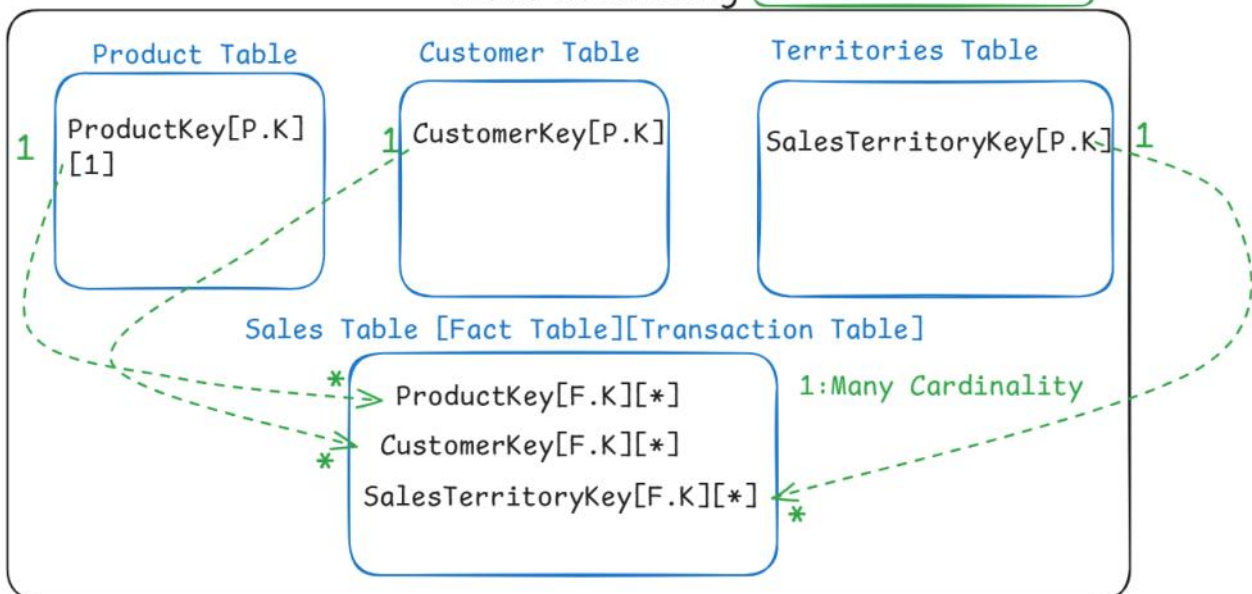 Product Table
Customer Table
Territories Table
1
ProductKey[P.K]
[1]
1
CustomerKey[P.K]
SalesTerritoryKey[P.K]
1
Sales Table [Fact Table][Transaction Table]
*
ProductKey[F.K][*]
1:Many Cardinality
CustomerKey[F.K][*]
*
SalesTerritoryKey[F.K][*]
*